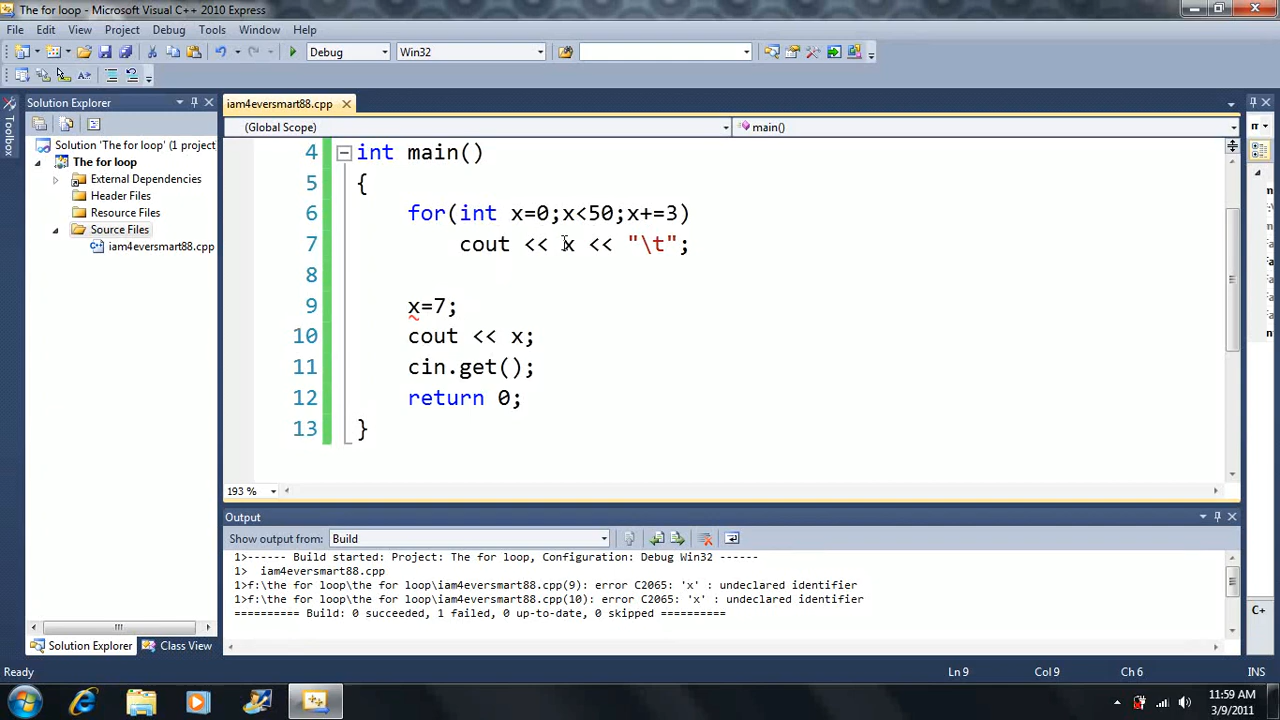 The for loop - Microsoft Visual C++ 2010 Express
File Edit View Project Debug Tools Window Help
Debug Win32
Solution Explorer
iam4eversmart88.cpp
(Global Scope) main()
Toolbox
Solution 'The for loop' (1 project
The for loop
External Dependencies
Header Files
Resource Files
Source Files
iam4eversmart88.cpp
4 int main()
5 {
6 for(int x=0;x<50;x+=3)
7 cout << x << "\t";
8
9 x=7;
10 cout << x;
11 cin.get();
12 return 0;
13 }
193 %
Output
Show output from: Build
1>------ Build started: Project: The for loop, Configuration: Debug Win32 ------
1> iam4eversmart88.cpp
1>f:\the for loop\the for loop\iam4eversmart88.cpp(9): error C2065: 'x' : undeclared identifier
1>f:\the for loop\the for loop\iam4eversmart88.cpp(10): error C2065: 'x' : undeclared identifier
========== Build: 0 succeeded, 1 failed, 0 up-to-date, 0 skipped ==========
C+
Solution Explorer Class View
Ready Ln 9 Col 9 Ch 6 INS
11:59 AM
3/9/2011